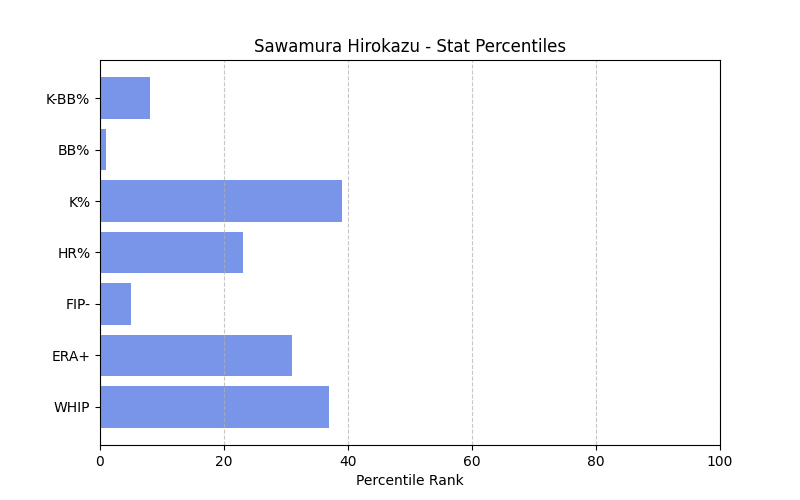 Sawamura Hirokazu - Stat Percentiles
K-BB%
BB%
K%
HR%
FIP-
ERA+
WHIP
0 20 40 60 80 100
Percentile Rank